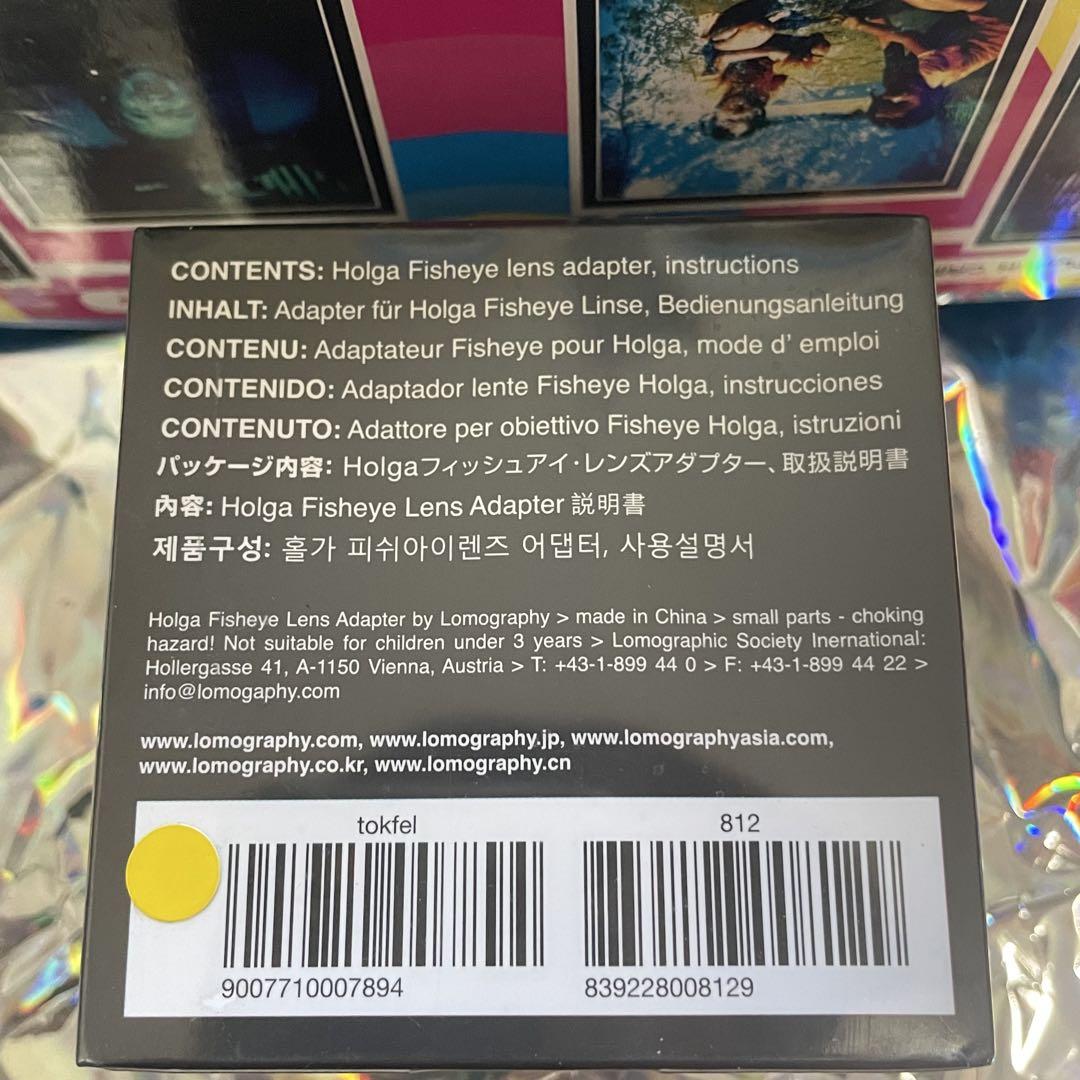 CONTENTS: Holga Fisheye lens adapter, instructions
INHALT: Adapter für Holga Fisheye Linse, Bedienungsanleitung
CONTENU: Adaptateur Fisheye pour Holga, mode d' emploi
CONTENIDO: Adaptador lente Fisheye Holga, instrucciones
CONTENUTO: Adattore per obiettivo Fisheye Holga, istruzioni
パッケージ内容: Holgaフィッシュアイ・レンズアダプター、取扱説明書
內容: Holga Fisheye Lens Adapter 説明書
제품구성: 홀가 피쉬아이렌즈 어댑터, 사용설명서
Holga Fisheye Lens Adapter by Lomography > made in China > small parts - choking
hazard! Not suitable for children under 3 years > Lomographic Society Inernational:
Hollergasse 41, A-1150 Vienna, Austria > T: +43-1-899 44 0 > F: +43-1-899 44 22 >
info@lomogaphy.com
www.lomography.com, www.lomography.jp, www.lomographyasia.com,
www.lomography.co.kr, www.lomography.cn
tokfel
812
9007710007894
839228008129